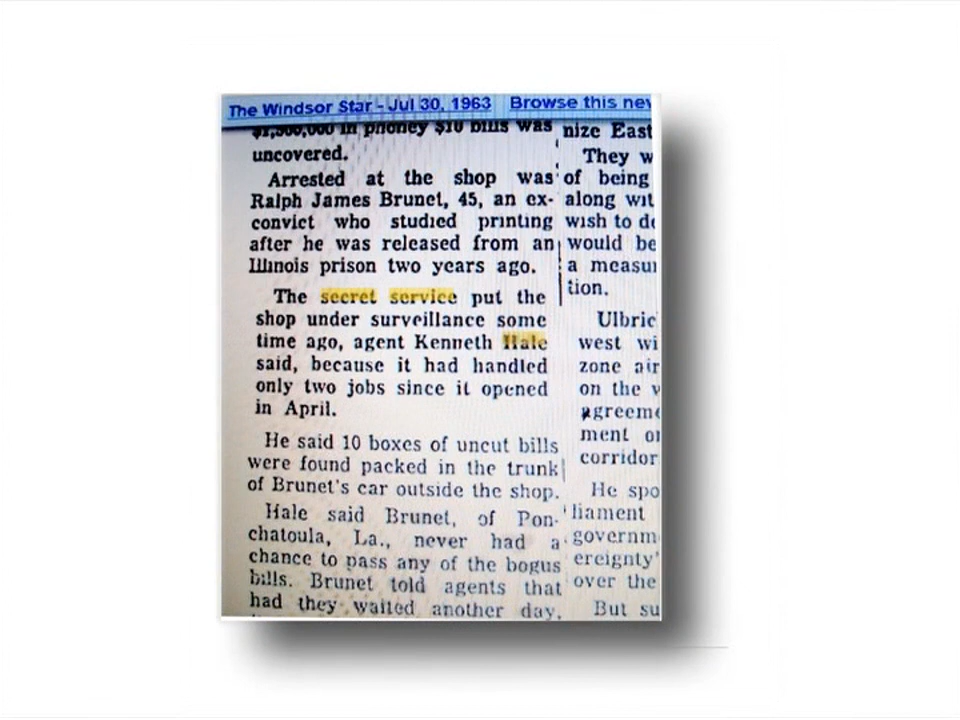 The Windsor Star - Jul 30, 1963 Browse this nev
$1,500,000 in phoney $10 bills was
uncovered.
Arrested at the shop was
Ralph James Brunet, 45, an ex-
convict who studied printing
after he was released from an
Illinois prison two years ago.
The secret service put the
shop under surveillance some
time ago, agent Kenneth Hale
said, because it had handled
only two jobs since it opened
in April.
He said 10 boxes of uncut bills
were found packed in the trunk
of Brunet's car outside the shop.
Hale said Brunet, of Pon-
chatoula, La., never had a
chance to pass any of the bogus
bills. Brunet told agents that
had they waited another day,
nize East
They w
of being
along wit
wish to do
would be
a measur
tion.
Ulbric
west wi
zone air
on the v
agreeme
ment or
corridor
He spo
liament
governm
ereignty'
over the
But su